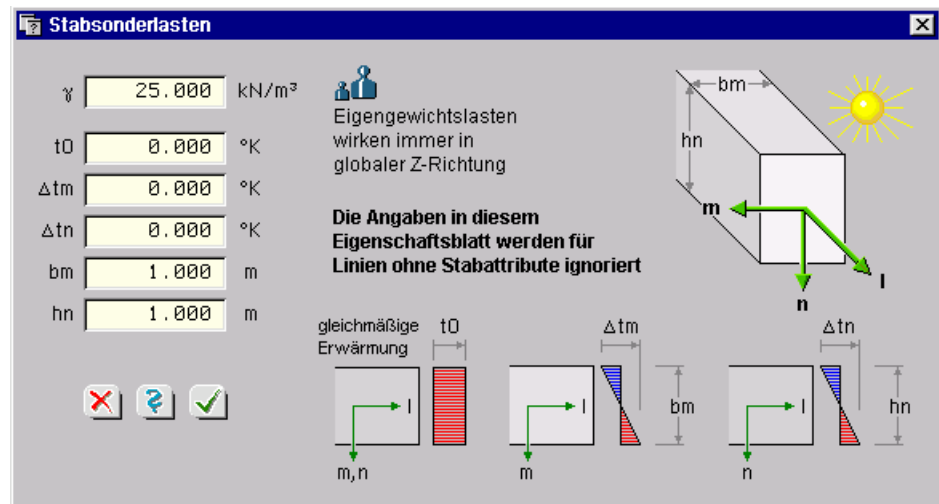 Stabsonderlasten
γ 25.000 kN/m³
t0 0.000 °K
Δtm 0.000 °K
Δtn 0.000 °K
bm 1.000 m
hn 1.000 m
Eigengewichtslasten
wirken immer in
globaler Z-Richtung
Die Angaben in diesem
Eigenschaftsblatt werden für
Linien ohne Stabattribute ignoriert
bm
hn
m
l
n
gleichmäßige
Erwärmung
t0
l
m,n
Δtm
l
bm
m
Δtn
l
hn
n